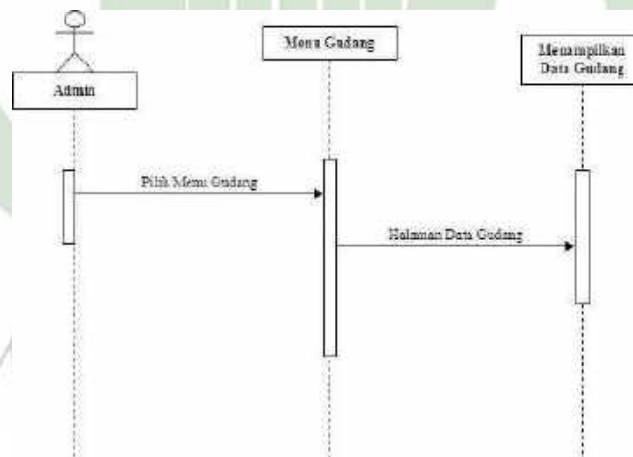 Menu Gudang
Menampilkan
Data Gudang
Admin
Pilih Menu Gudang
Halaman Data Gudang